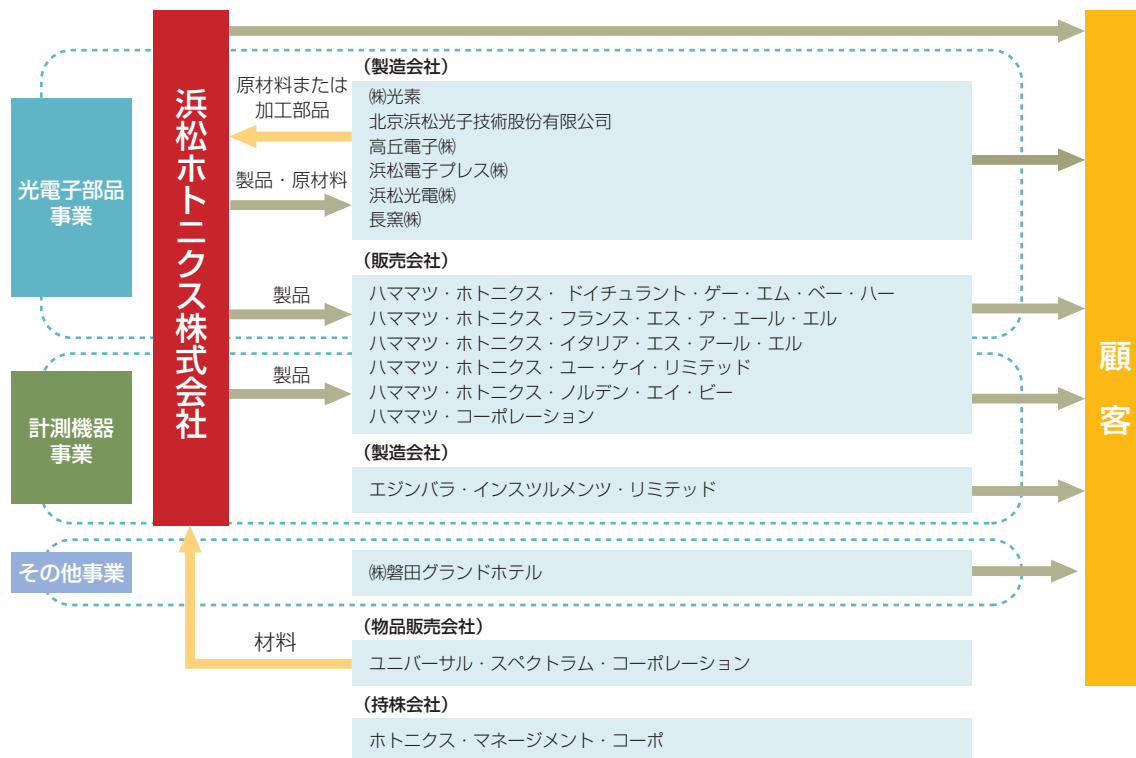 光電子部品
事業
計測機器
事業
その他事業
浜松ホトニクス株式会社
原材料または
加工部品
製品・原材料
製品
製品
材料
（製造会社）
㈱光素
北京浜松光子技術股份有限公司
高丘電子㈱
浜松電子プレス㈱
浜松光電㈱
長窯㈱
（販売会社）
ハママツ・ホトニクス・ ドイチュラント・ゲー・エム・ベー・ハー
ハママツ・ホトニクス・フランス・エス・ア・エール・エル
ハママツ・ホトニクス・イタリア・エス・アール・エル
ハママツ・ホトニクス・ユー・ケイ・リミテッド
ハママツ・ホトニクス・ノルデン・エイ・ビー
ハママツ・コーポレーション
（製造会社）
エジンバラ・インスツルメンツ・リミテッド
㈱磐田グランドホテル
（物品販売会社）
ユニバーサル・スペクトラム・コーポレーション
（持株会社）
ホトニクス・マネージメント・コーポ
顧客